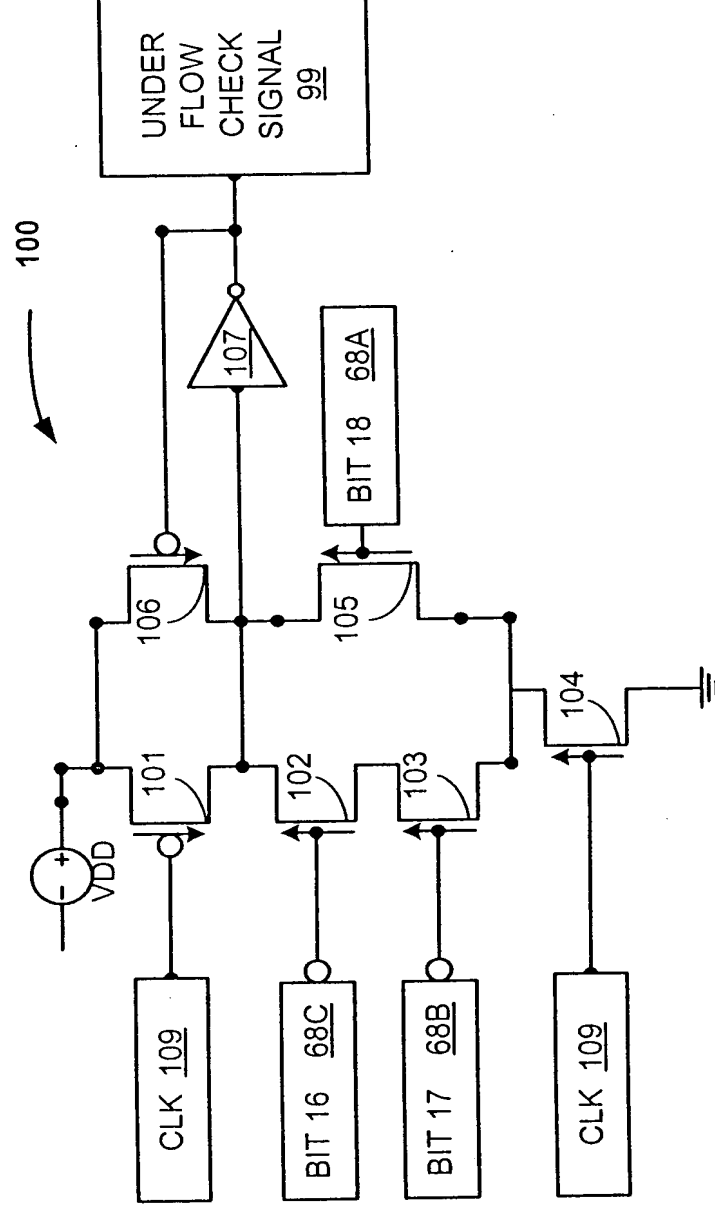 100
VDD
+
-
UNDER
FLOW
CHECK
SIGNAL
99
CLK 109
101
106
107
BIT 16 68C
102
105
BIT 18 68A
BIT 17 68B
103
CLK 109
104